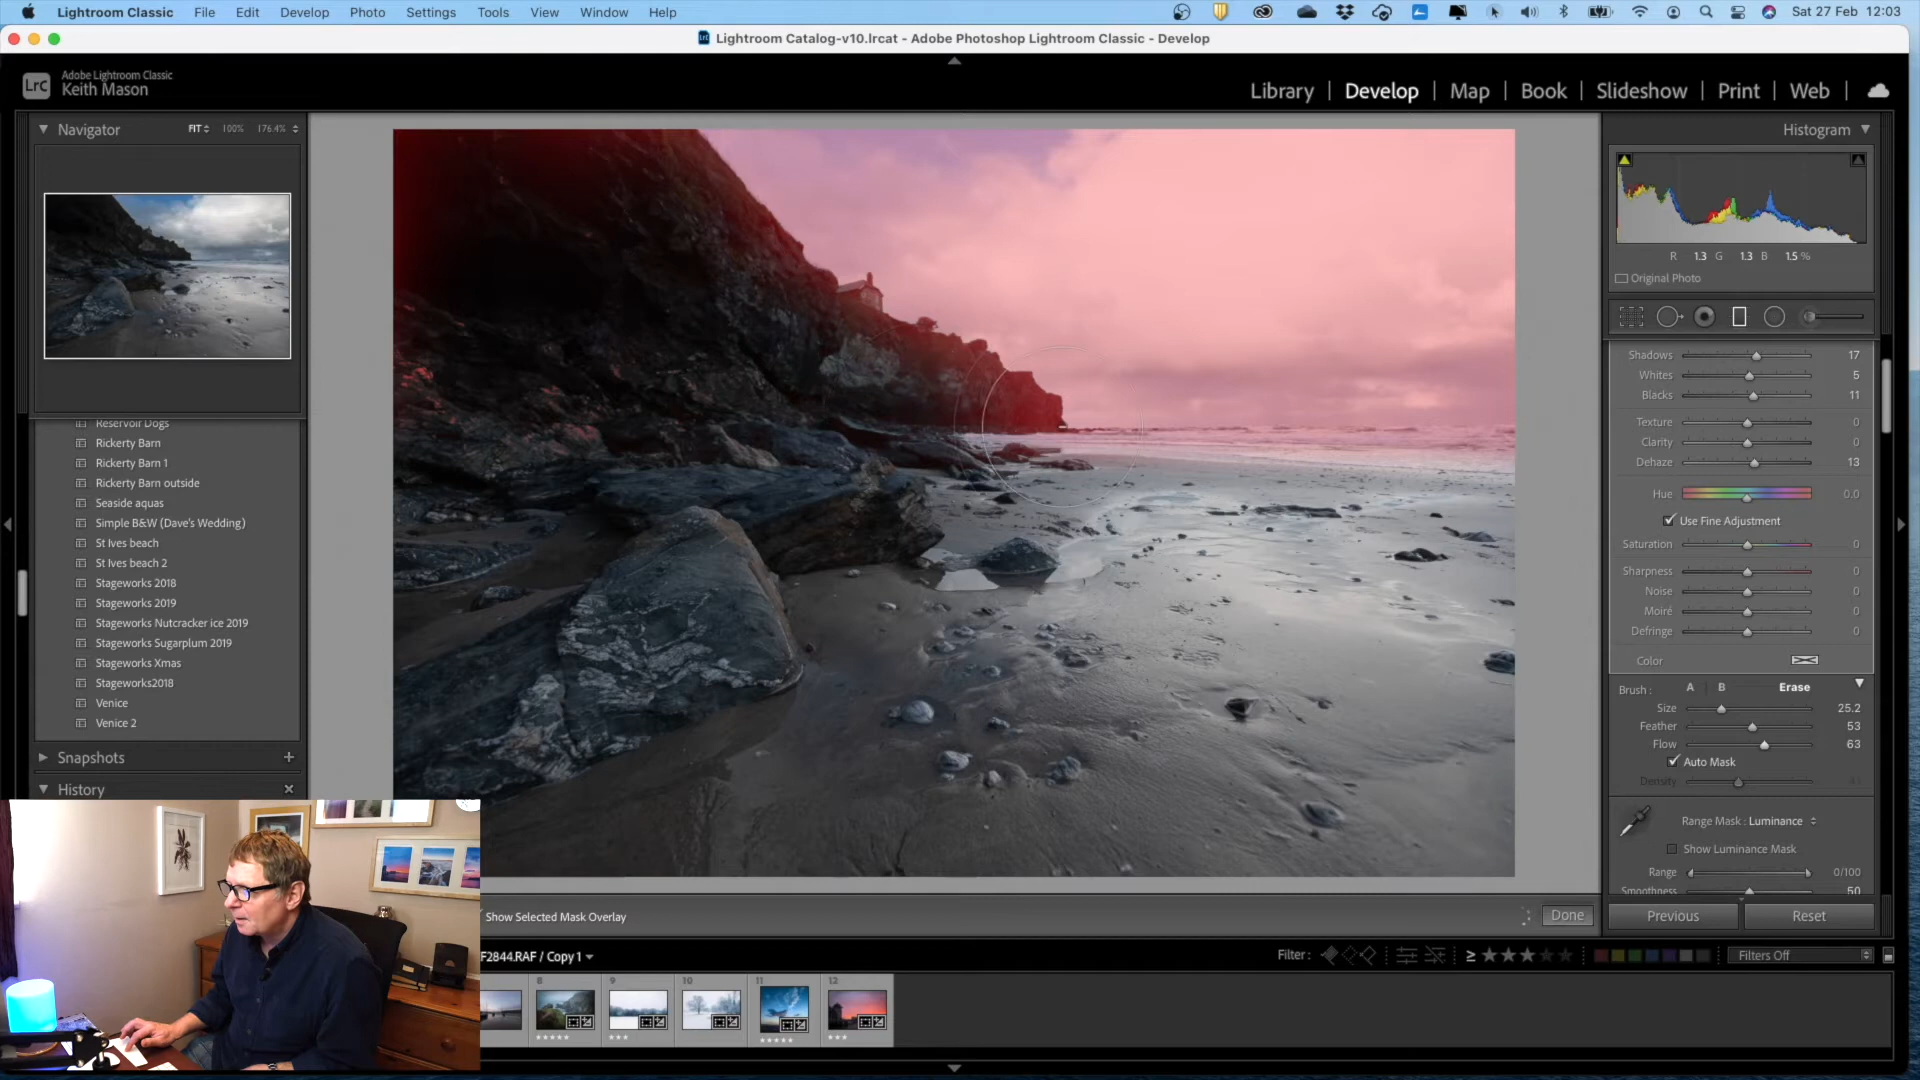 Lightroom Classic File Edit Develop Photo Settings Tools View Window Help Sat 27 Feb 12:03
Lightroom Catalog-v10.lrcat - Adobe Photoshop Lightroom Classic - Develop
LrC Adobe Lightroom Classic
Keith Mason
Library | Develop | Map | Book | Slideshow | Print | Web
Navigator FIT 100% 176.4%
Reservoir Dogs
Rickerty Barn
Rickerty Barn 1
Rickerty Barn outside
Seaside aquas
Simple B&W (Dave's Wedding)
St Ives beach
St Ives beach 2
Stageworks 2018
Stageworks 2019
Stageworks Nutcracker ice 2019
Stageworks Sugarplum 2019
Stageworks Xmas
Stageworks2018
Venice
Venice 2
Snapshots +
History ×
Histogram
R 1.3 G 1.3 B 1.5 %
Original Photo
Shadows 17
Whites 5
Blacks 11
Texture 0
Clarity 0
Dehaze 13
Hue 0.0
Use Fine Adjustment
Saturation 0
Sharpness 0
Noise 0
Moiré 0
Defringe 0
Color
Brush : A B Erase
Size 25.2
Feather 53
Flow 63
Auto Mask
Density
Range Mask : Luminance
Show Luminance Mask
Range 0/100
Smoothness 50
Previous Reset
Show Selected Mask Overlay Done
F2844.RAF / Copy 1
Filter : ≥ ★★★★★ Filters Off
8 9 10 11 12